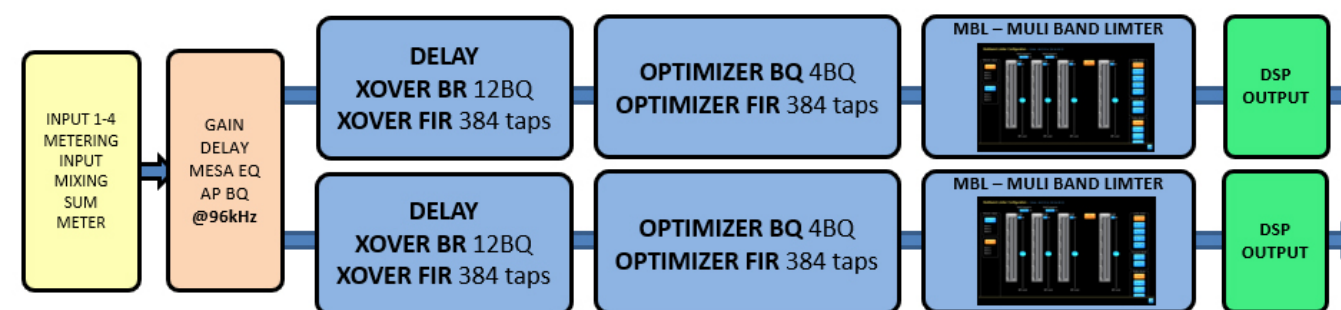 INPUT 1-4
METERING
INPUT
MIXING
SUM
METER
GAIN
DELAY
MESA EQ
AP BQ
@96kHz
DELAY
XOVER BR 12BQ
XOVER FIR 384 taps
OPTIMIZER BQ 4BQ
OPTIMIZER FIR 384 taps
MBL – MULI BAND LIMTER
DSP
OUTPUT
DELAY
XOVER BR 12BQ
XOVER FIR 384 taps
OPTIMIZER BQ 4BQ
OPTIMIZER FIR 384 taps
MBL – MULI BAND LIMTER
DSP
OUTPUT